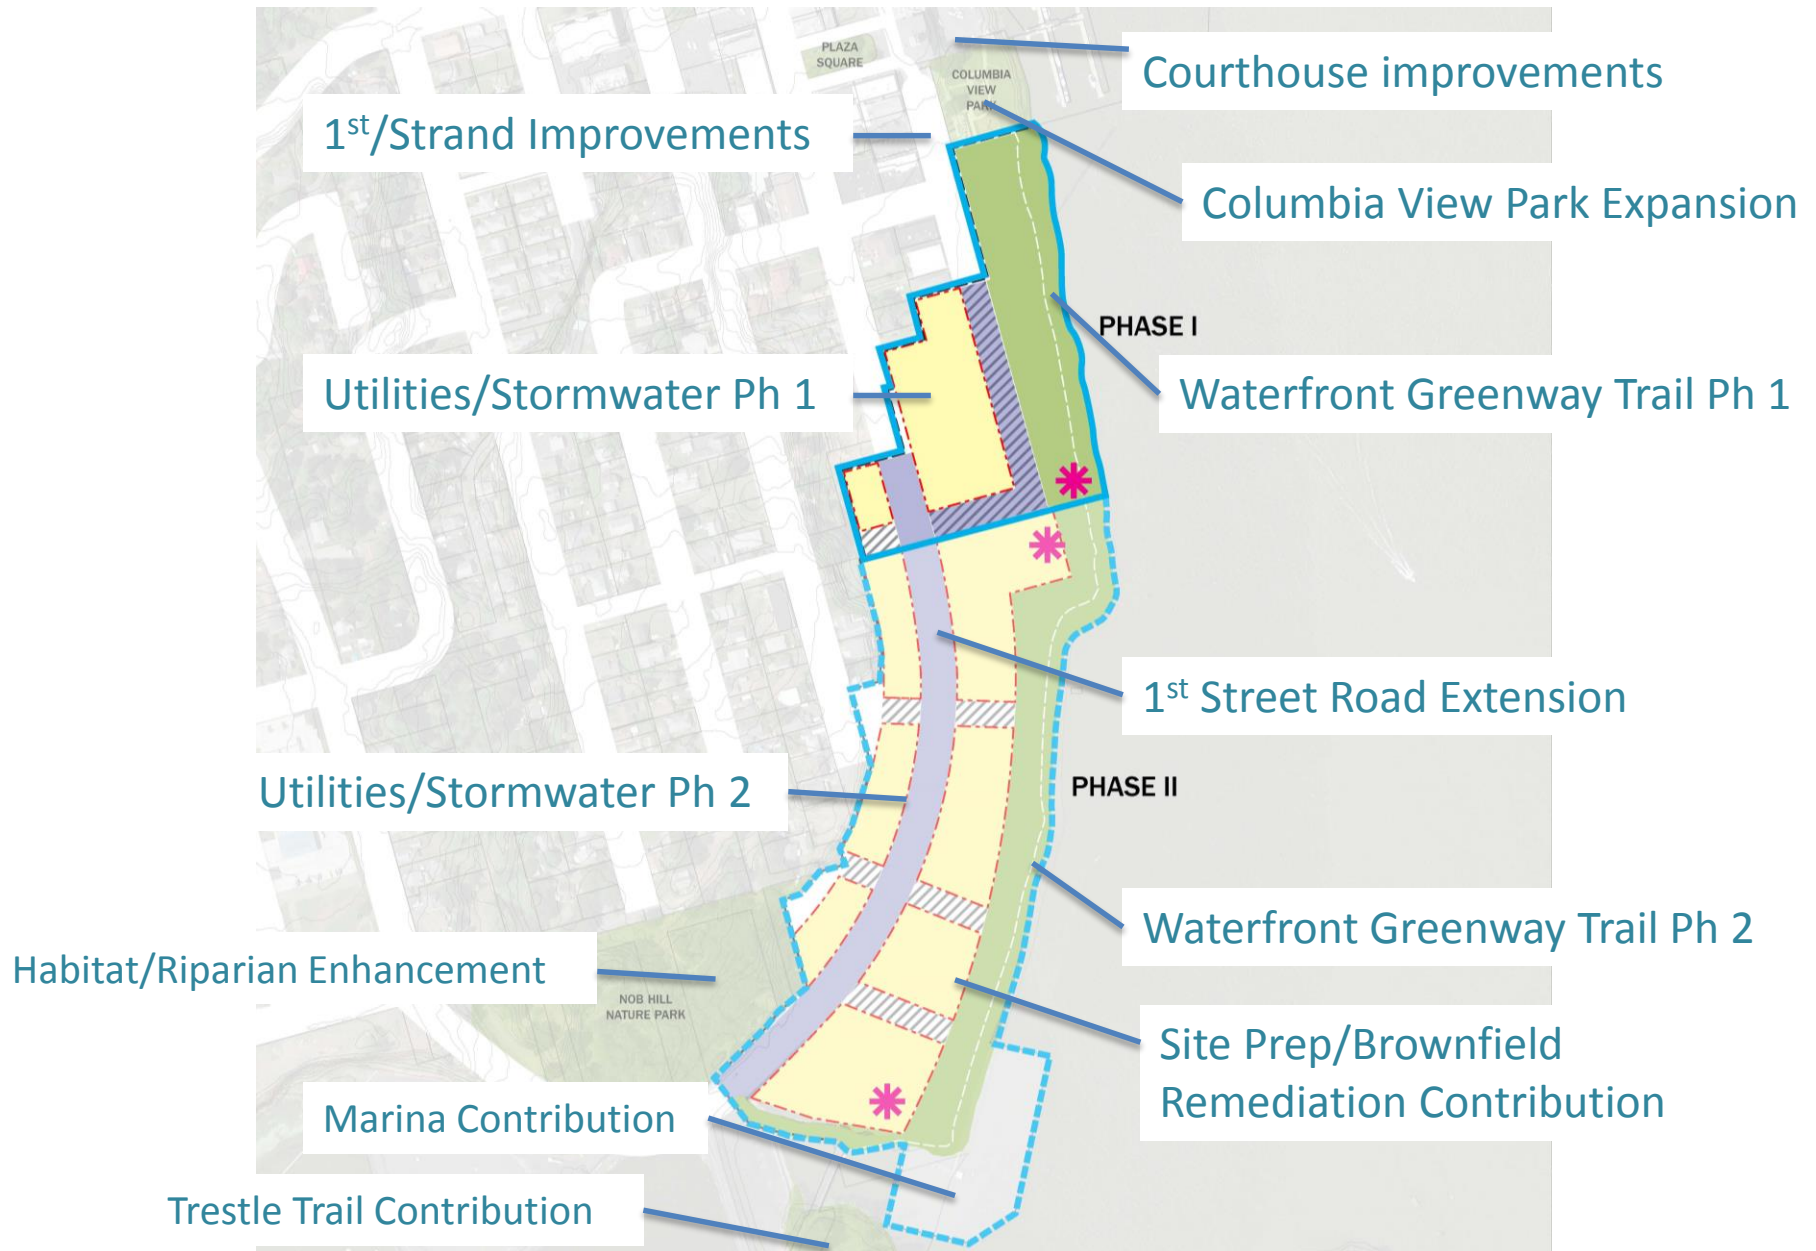 PLAZA
SQUARE
Courthouse improvements
COLUMBIA
VIEW
PARK
1st/Strand Improvements
Columbia View Park Expansion
PHASE I
Utilities/Stormwater Ph 1
Waterfront Greenway Trail Ph 1
1st Street Road Extension
Utilities/Stormwater Ph 2
PHASE II
Waterfront Greenway Trail Ph 2
Habitat/Riparian Enhancement
NOB HILL
NATURE PARK
Site Prep/Brownfield
Remediation Contribution
Marina Contribution
Trestle Trail Contribution